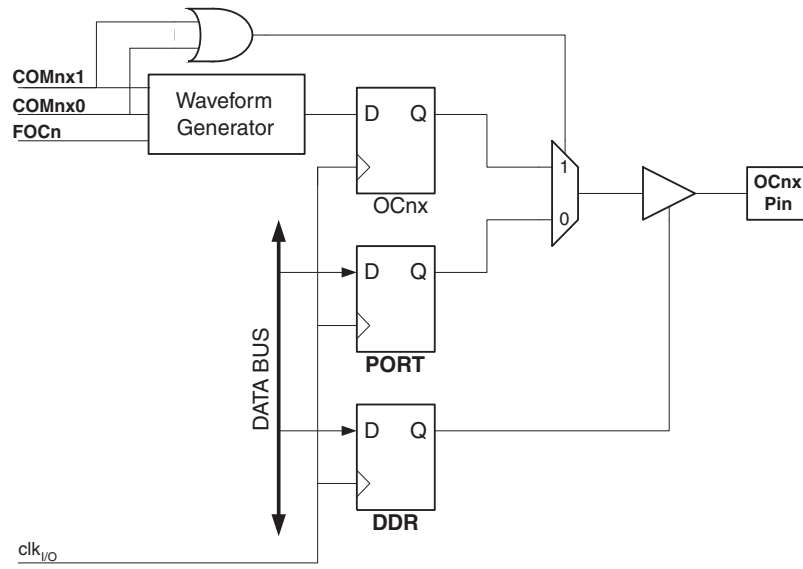 COMnx1
COMnx0
FOCn
Waveform
Generator
D Q
OCnx
1
0
OCnx
Pin
D Q
PORT
DATA BUS
D Q
DDR
clkI/O